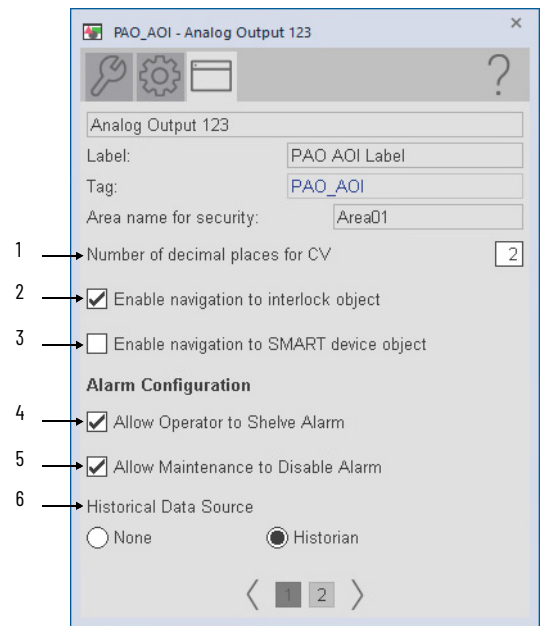 PAO_AOI - Analog Output 123
?
Analog Output 123
Label: PAO AOI Label
Tag: PAO_AOI
Area name for security: Area01
1 Number of decimal places for CV 2
2 Enable navigation to interlock object
3 Enable navigation to SMART device object
Alarm Configuration
4 Allow Operator to Shelve Alarm
5 Allow Maintenance to Disable Alarm
6 Historical Data Source
None Historian
1 2